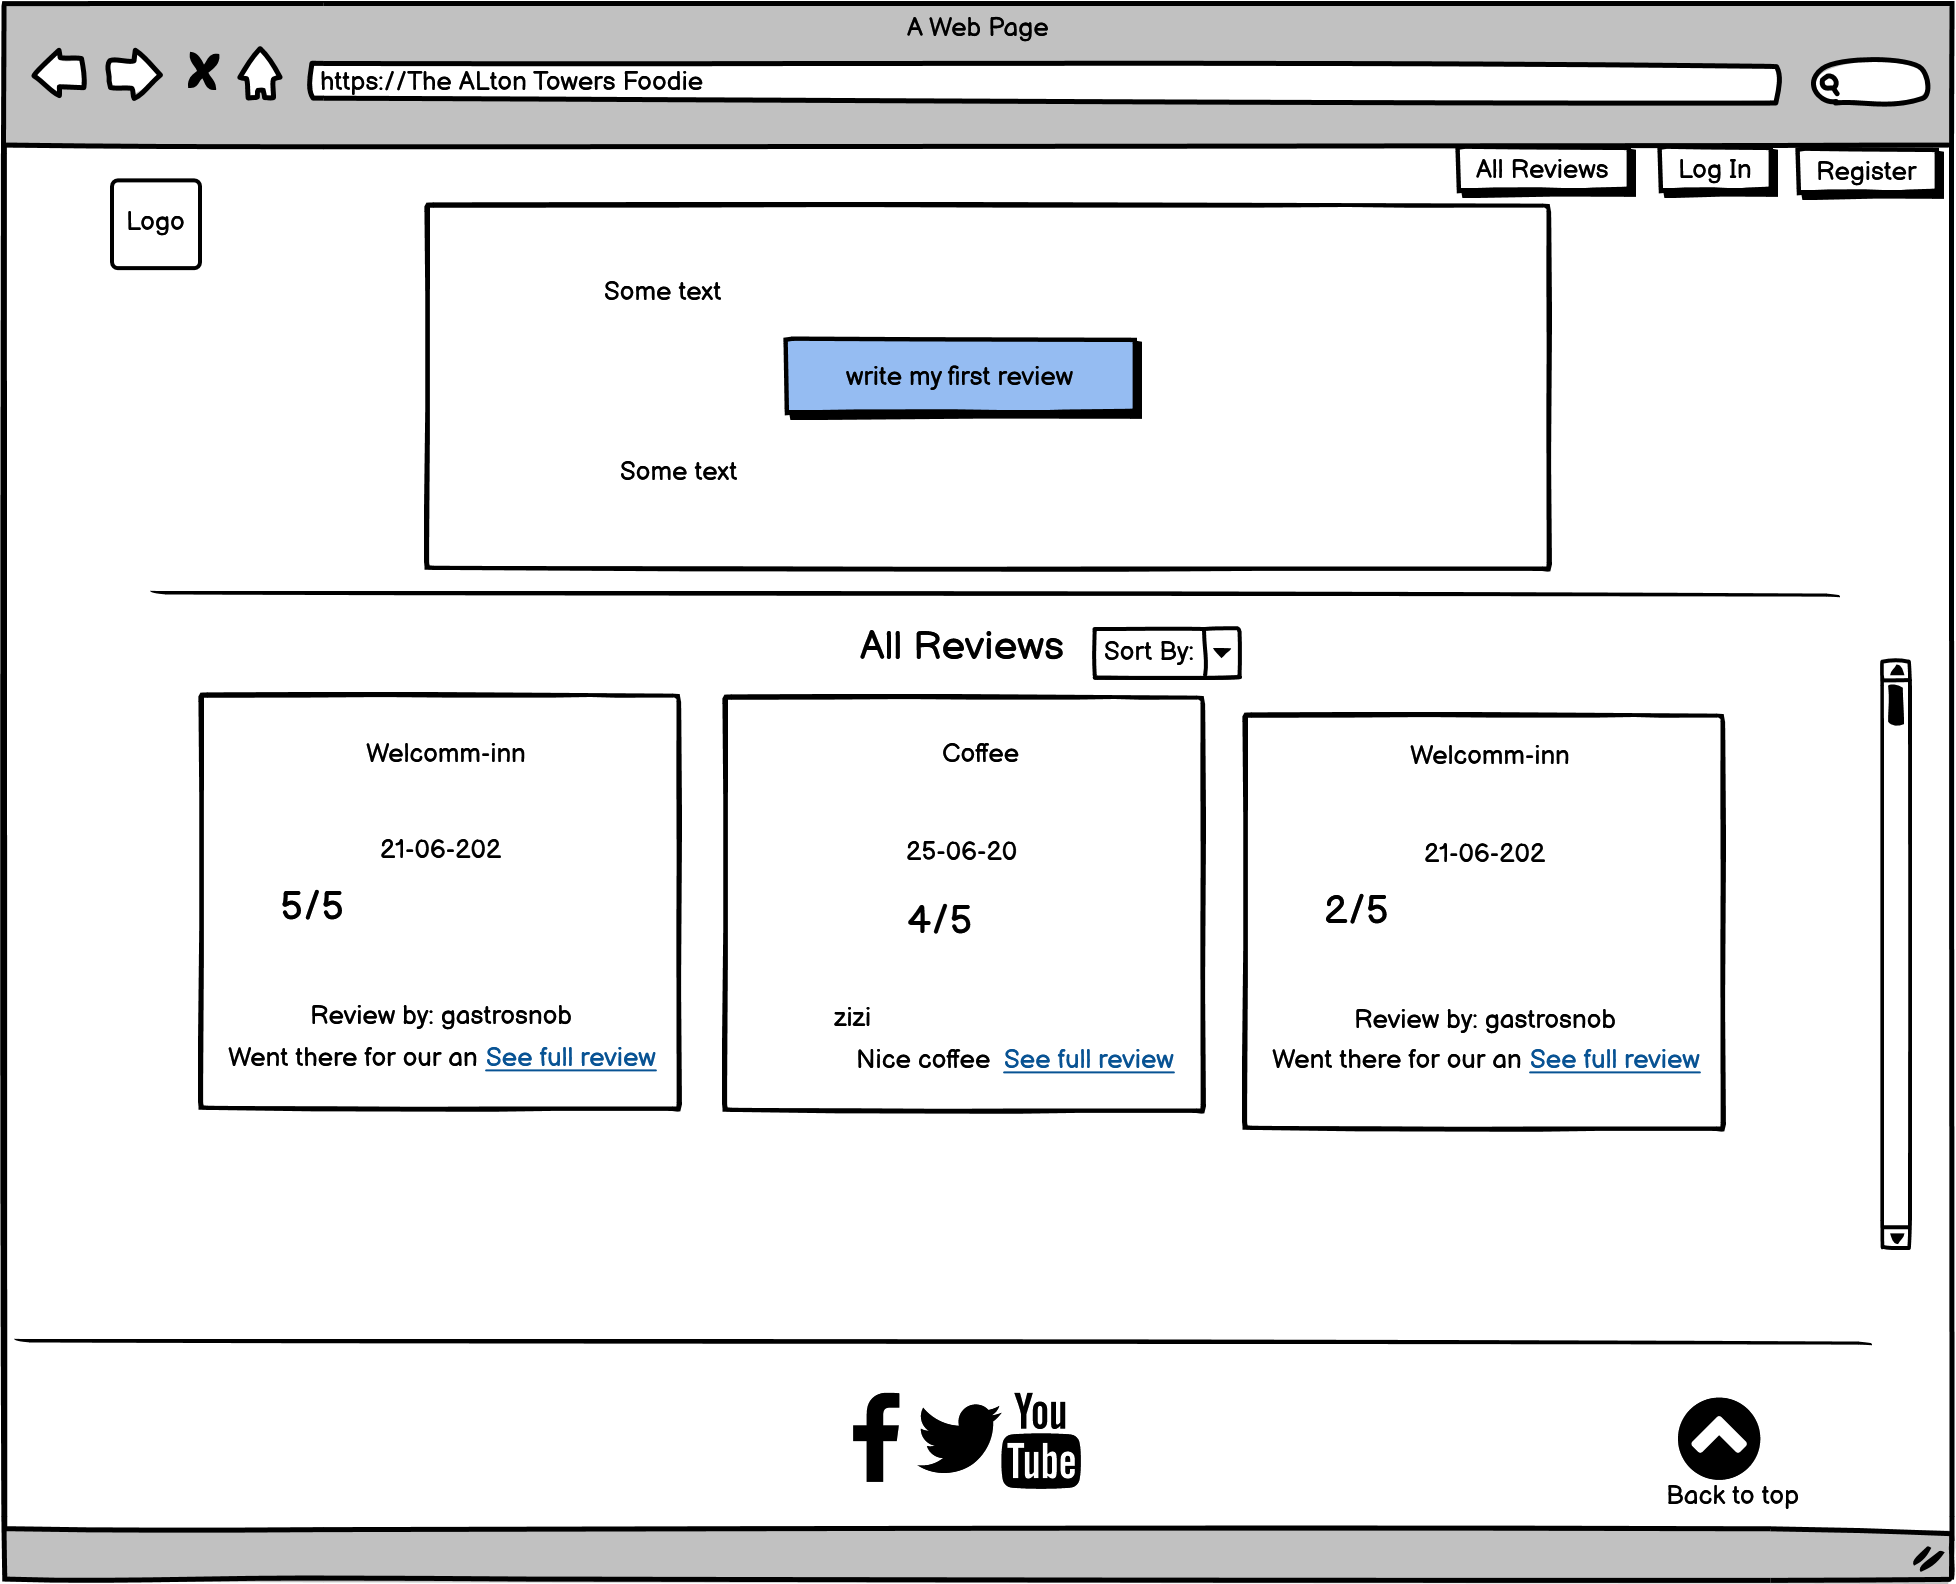 A Web Page
https://The ALton Towers Foodie
All Reviews
Log In
Register
Logo
Some text
write my first review
Some text
All Reviews
Sort By:
Welcomm-inn
21-06-202
5/5
Review by: gastrosnob
Went there for our an See full review
Coffee
25-06-20
4/5
zizi
Nice coffee See full review
Welcomm-inn
21-06-202
2/5
Review by: gastrosnob
Went there for our an See full review
You
Tube
Back to top